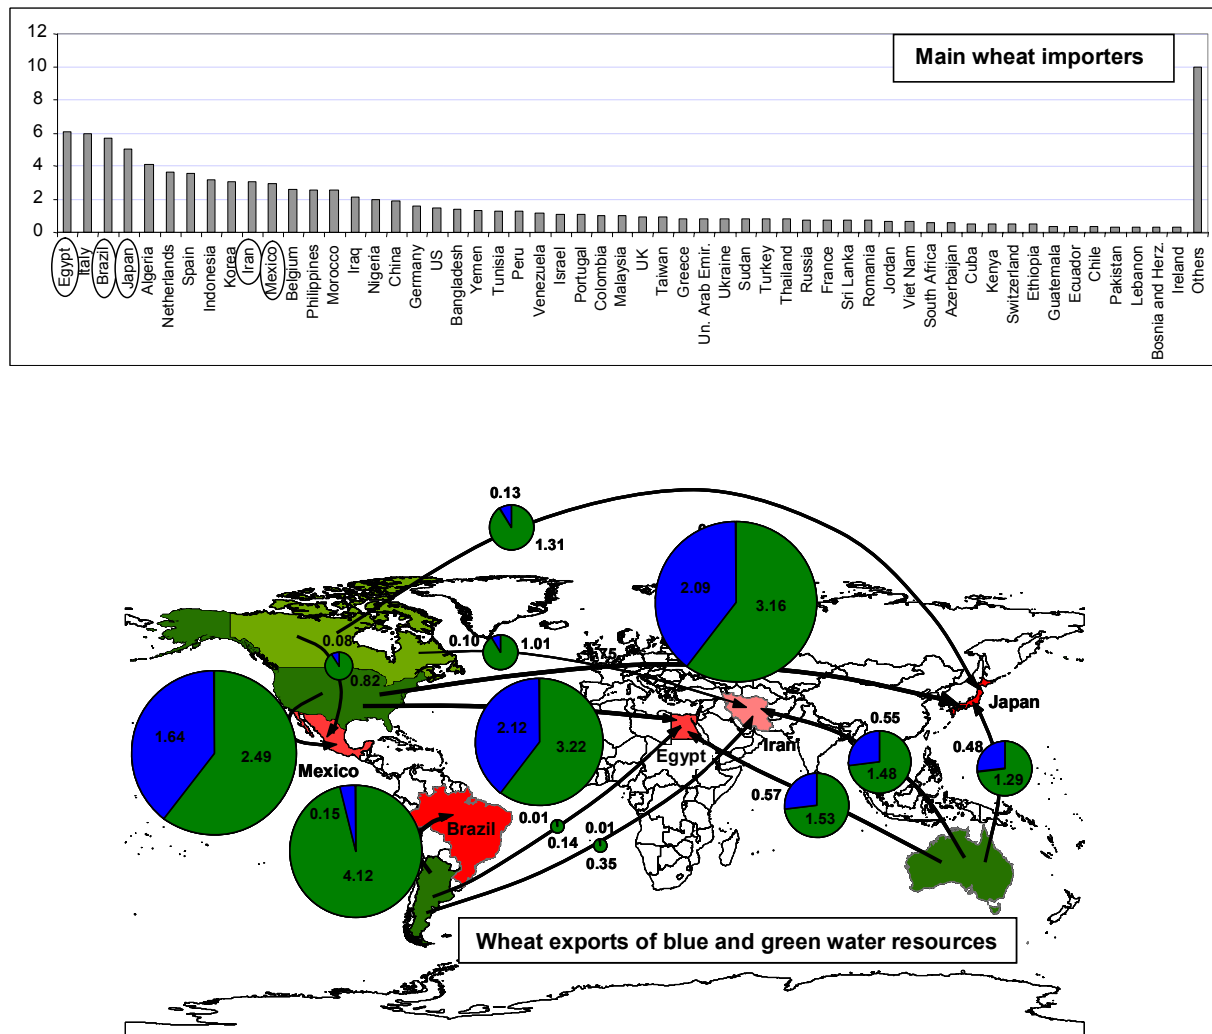 Main wheat importers
12
10
8
6
4
2
0
Egypt
Italy
Brazil
Japan
Algeria
Netherlands
Spain
Indonesia
Korea
Iran
Mexico
Belgium
Philippines
Morocco
Iraq
Nigeria
China
Germany
US
Bangladesh
Yemen
Tunisia
Peru
Venezuela
Israel
Portugal
Colombia
Malaysia
UK
Taiwan
Greece
Un. Arab Emir.
Ukraine
Sudan
Turkey
Thailand
Russia
France
Sri Lanka
Romania
Jordan
Viet Nam
South Africa
Azerbaijan
Cuba
Kenya
Switzerland
Ethiopia
Guatemala
Ecuador
Chile
Pakistan
Lebanon
Bosnia and Herz.
Ireland
Others
0.13
1.31
2.09
3.16
0.08
0.82
0.10
1.01
Japan
1.64
2.49
Mexico
2.12
3.22
Egypt
Iran
0.55
1.48
0.48
1.29
0.57
1.53
0.15
4.12
Brazil
0.01
0.14
0.01
0.35
Wheat exports of blue and green water resources